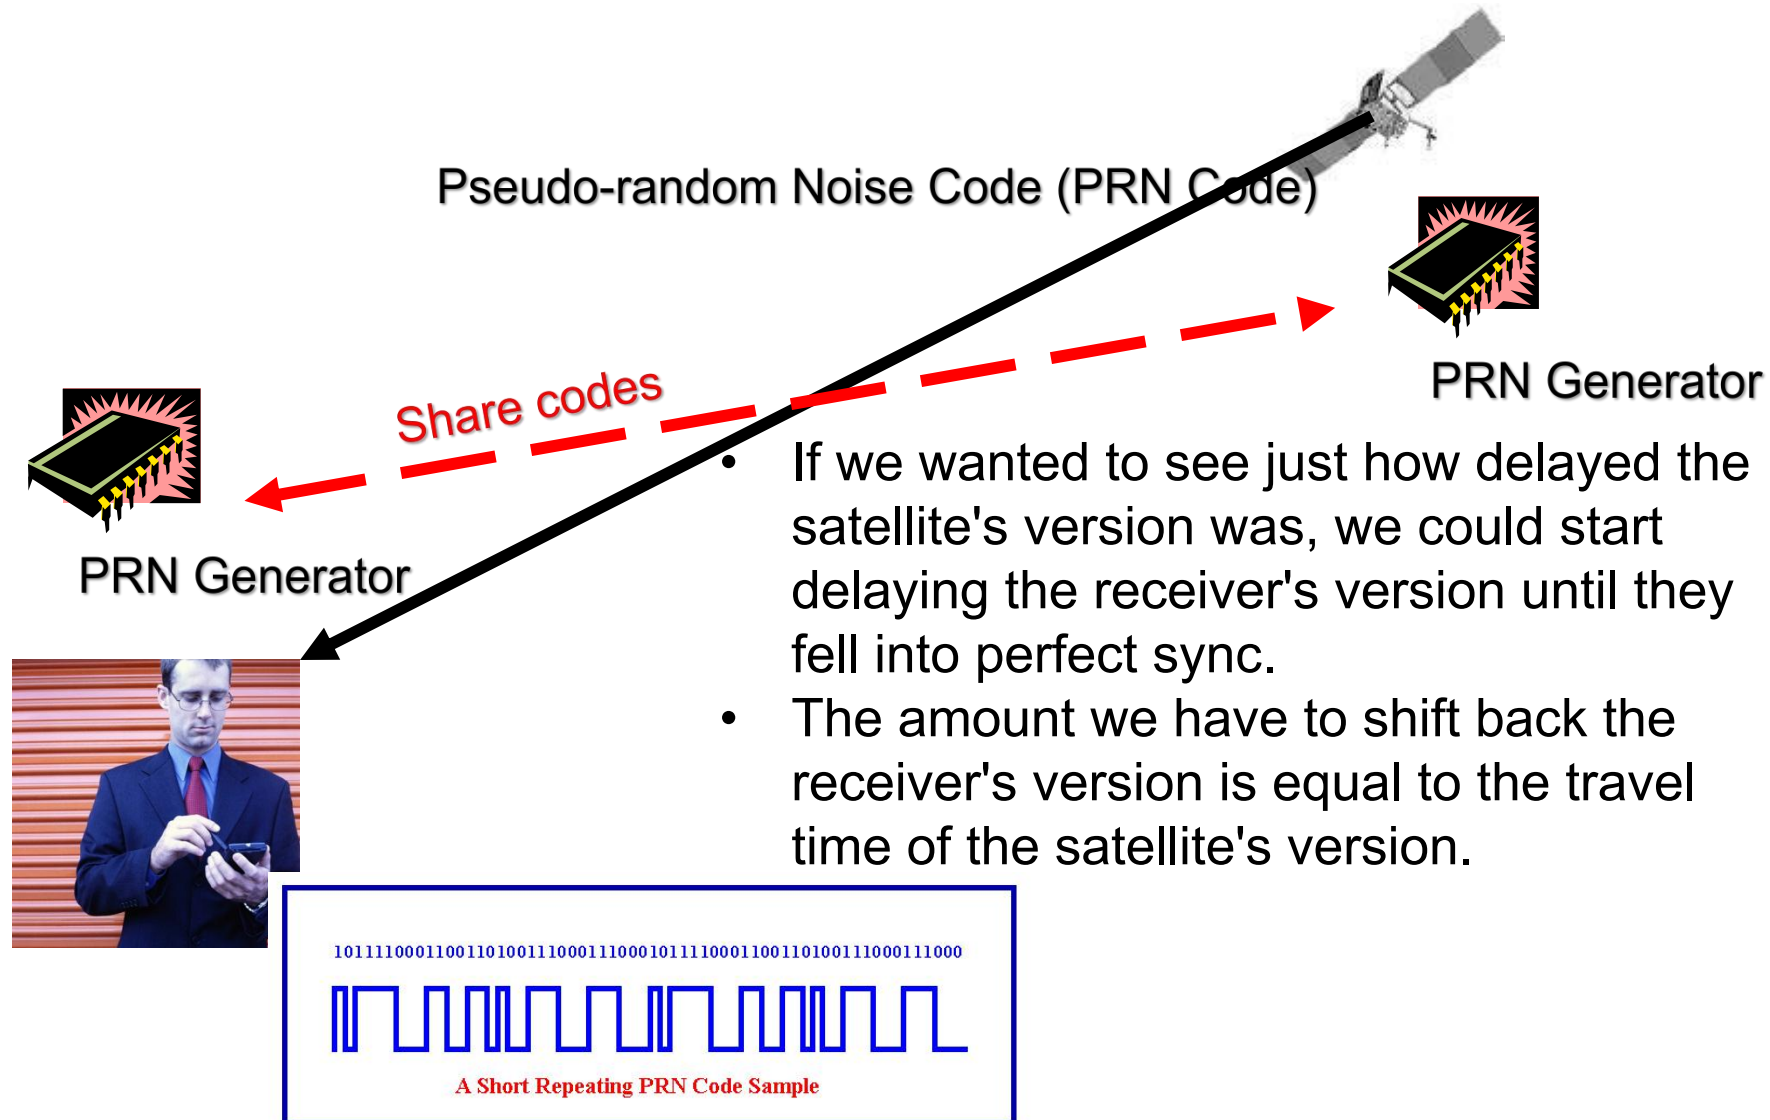 Pseudo-random Noise Code (PRN Code)
PRN Generator
Share codes
PRN Generator
• If we wanted to see just how delayed the
satellite's version was, we could start
delaying the receiver's version until they
fell into perfect sync.
• The amount we have to shift back the
receiver's version is equal to the travel
time of the satellite's version.
10111100011001101001110001110001011110001100110100111000111000
A Short Repeating PRN Code Sample